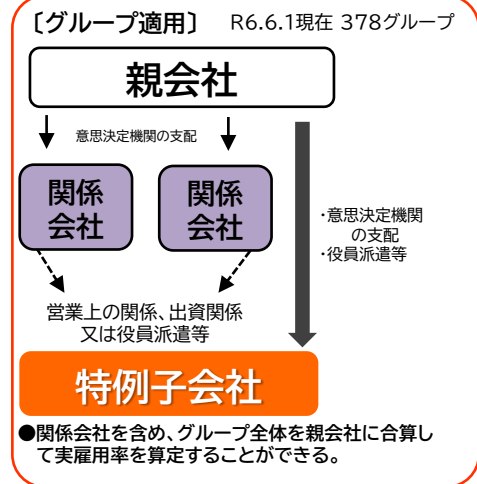 〔グループ適用〕 R6.6.1現在 378グループ
親会社
意思決定機関の支配
関係
会社
関係
会社
・意思決定機関
の支配
・役員派遣等
営業上の関係、出資関係
又は役員派遣等
特例子会社
●関係会社を含め、グループ全体を親会社に合算し
て実雇用率を算定することができる。